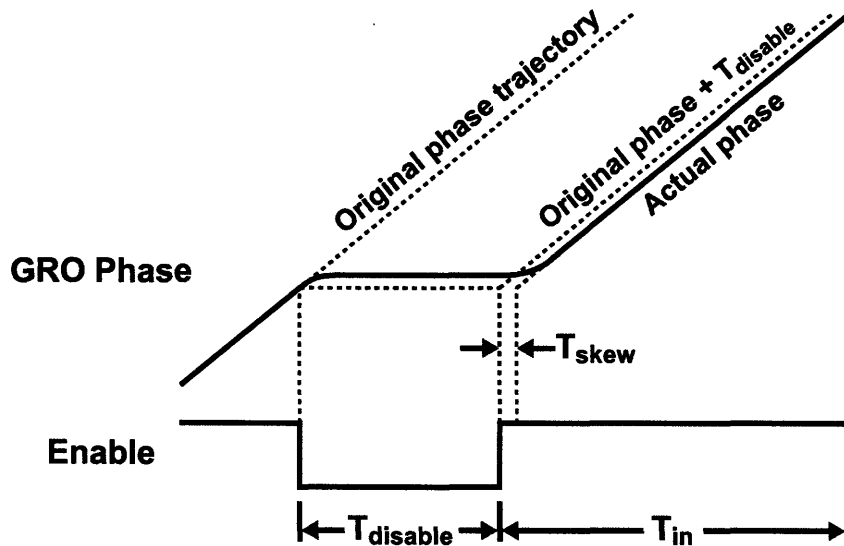 Original phase trajectory
Original phase + Tdisable
Actual phase
GRO Phase
Tskew
Enable
Tdisable
Tin